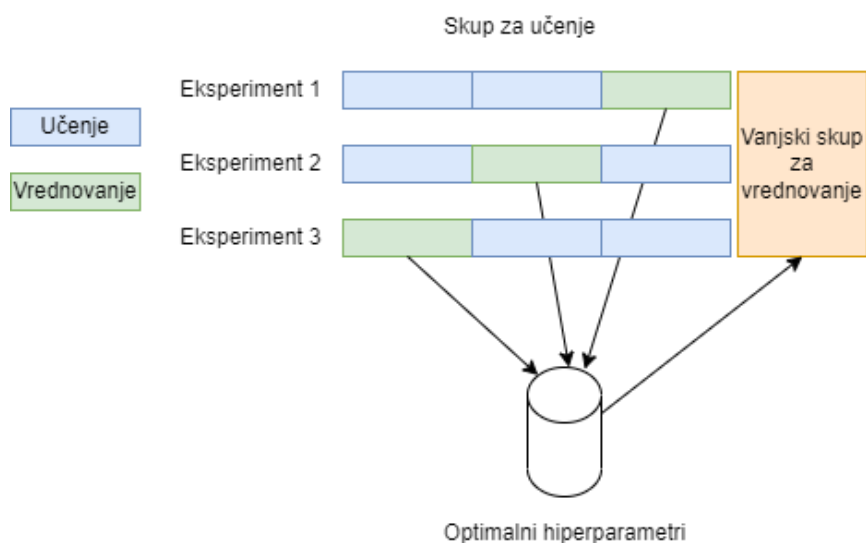 Skup za učenje
Eksperiment 1
Učenje
Eksperiment 2
Vrednovanje
Eksperiment 3
Vanjski skup
za
vrednovanje
Optimalni hiperparametri